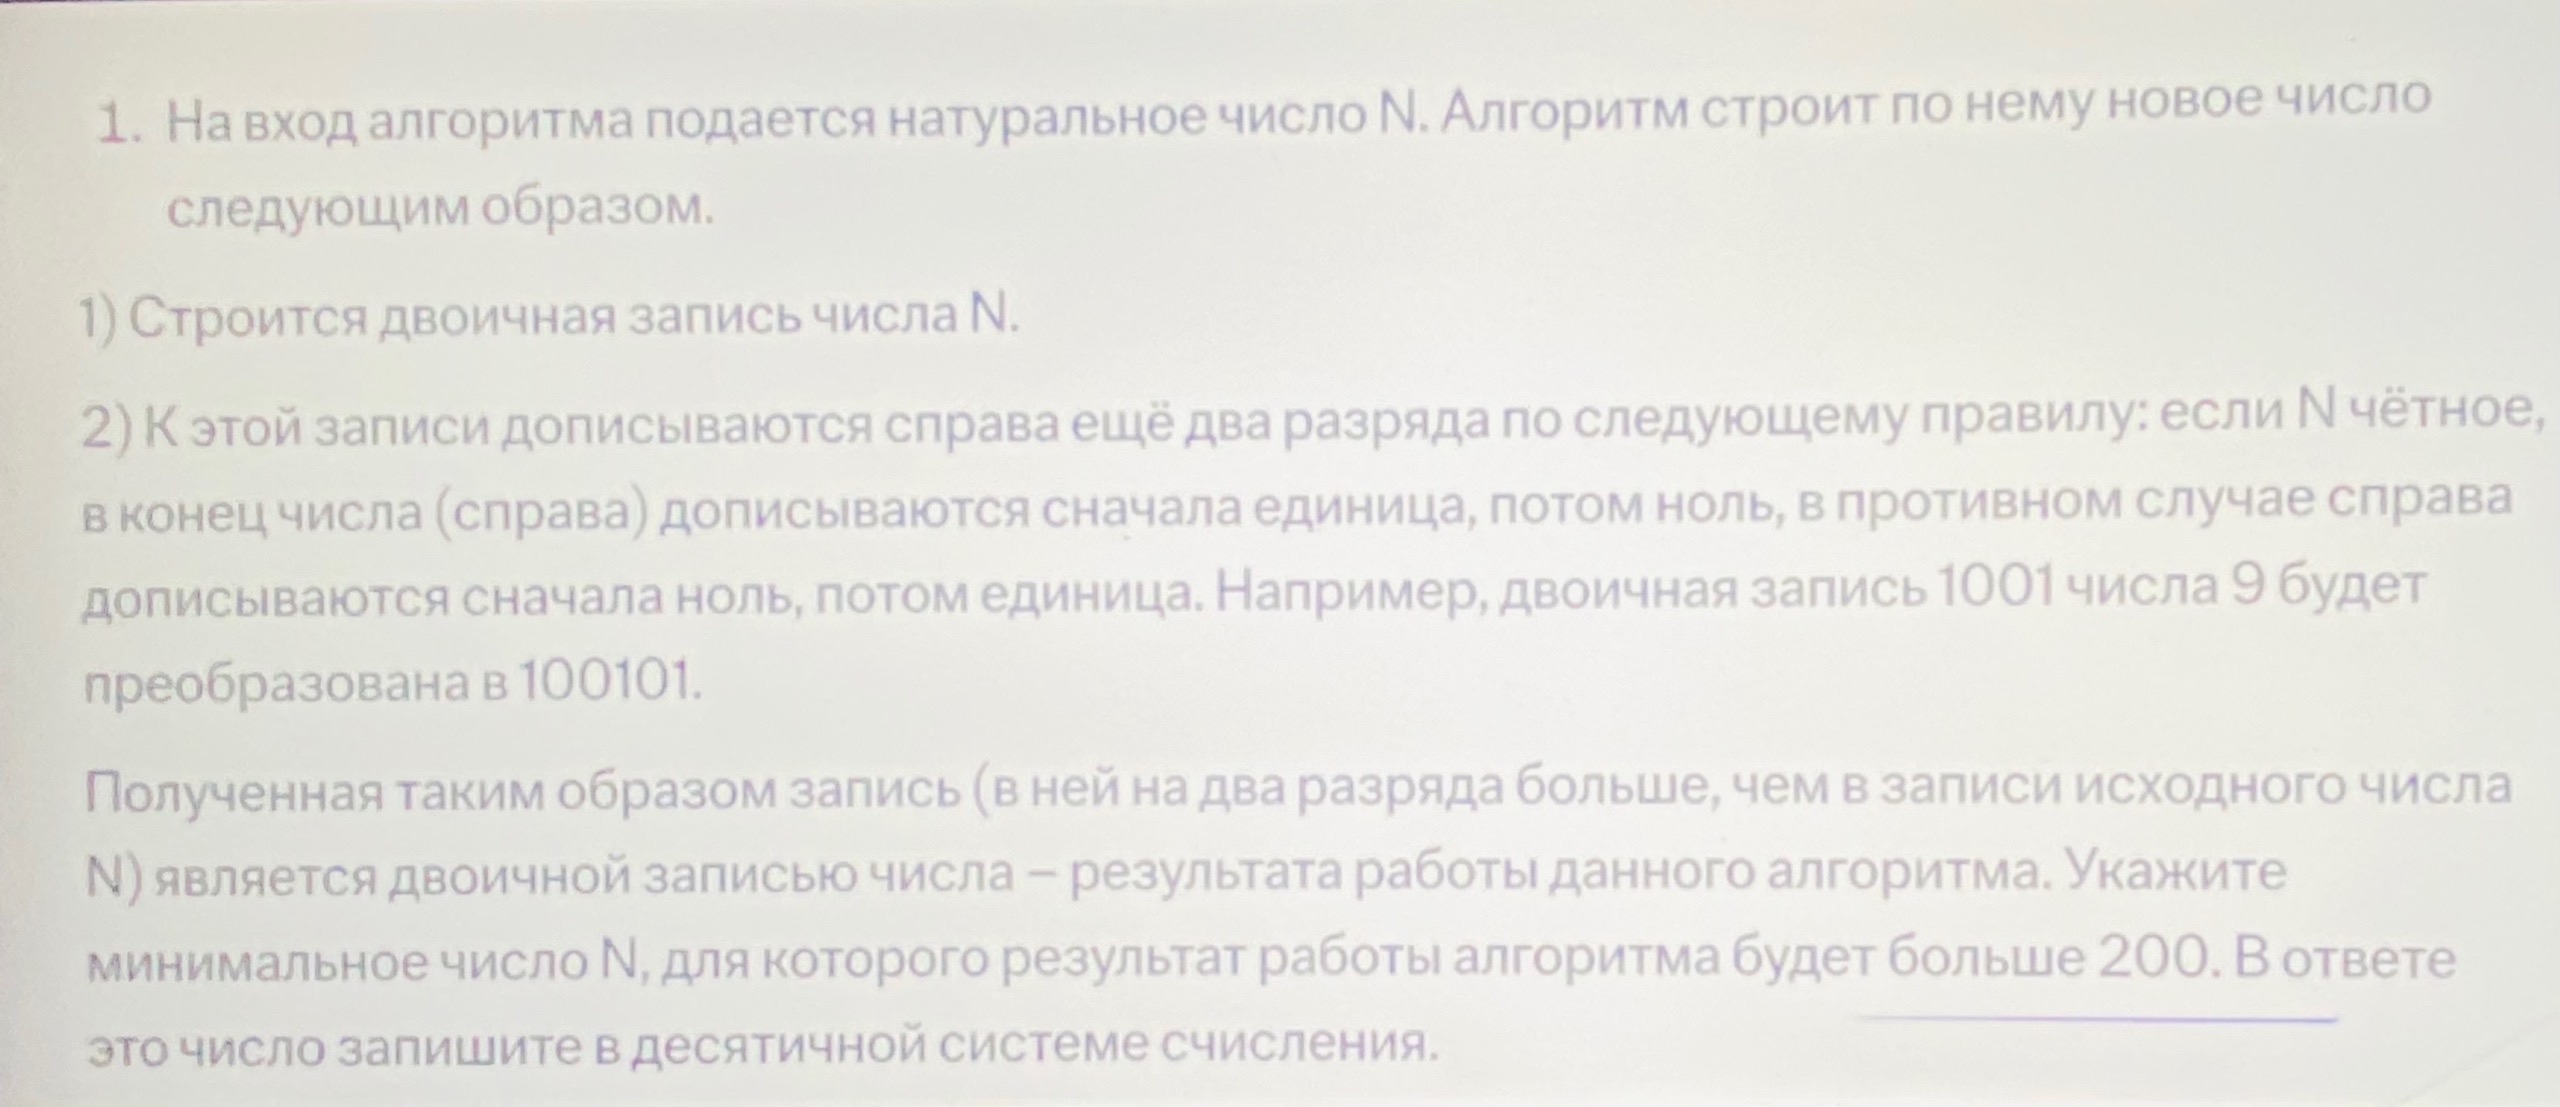 1. На вход алгоритма подается натуральное число N. Алгоритм строит по нему новое число
следующим образом.
1) Строится двоичная запись числа N.
2) К этой записи дописываются справа ещё два разряда по следующему правилу: если N чётное,
в конец числа (справа) дописываются сначала единица, потом ноль, в противном случае справа
дописываются сначала ноль, потом единица. Например, двоичная запись 1001 числа 9 будет
преобразована в 100101.
Полученная таким образом запись (в ней на два разряда больше, чем в записи исходного числа
N) является двоичной записью числа – результата работы данного алгоритма. Укажите
минимальное число N, для которого результат работы алгоритма будет больше 200. В ответе
это число запишите в десятичной системе счисления.